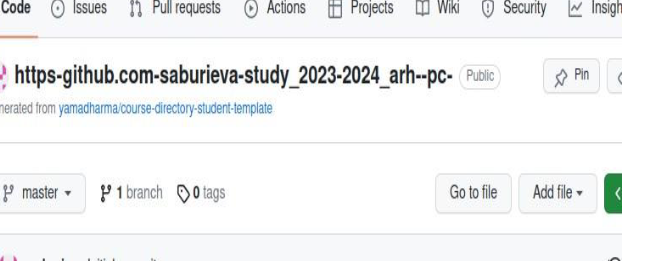 Code Issues Pull requests Actions Projects Wiki Security Insigh
https-github.com-saburieva-study_2023-2024_arh--pc- Public Pin
nerated from yamadharma/course-directory-student-template
master 1 branch 0 tags Go to file Add file